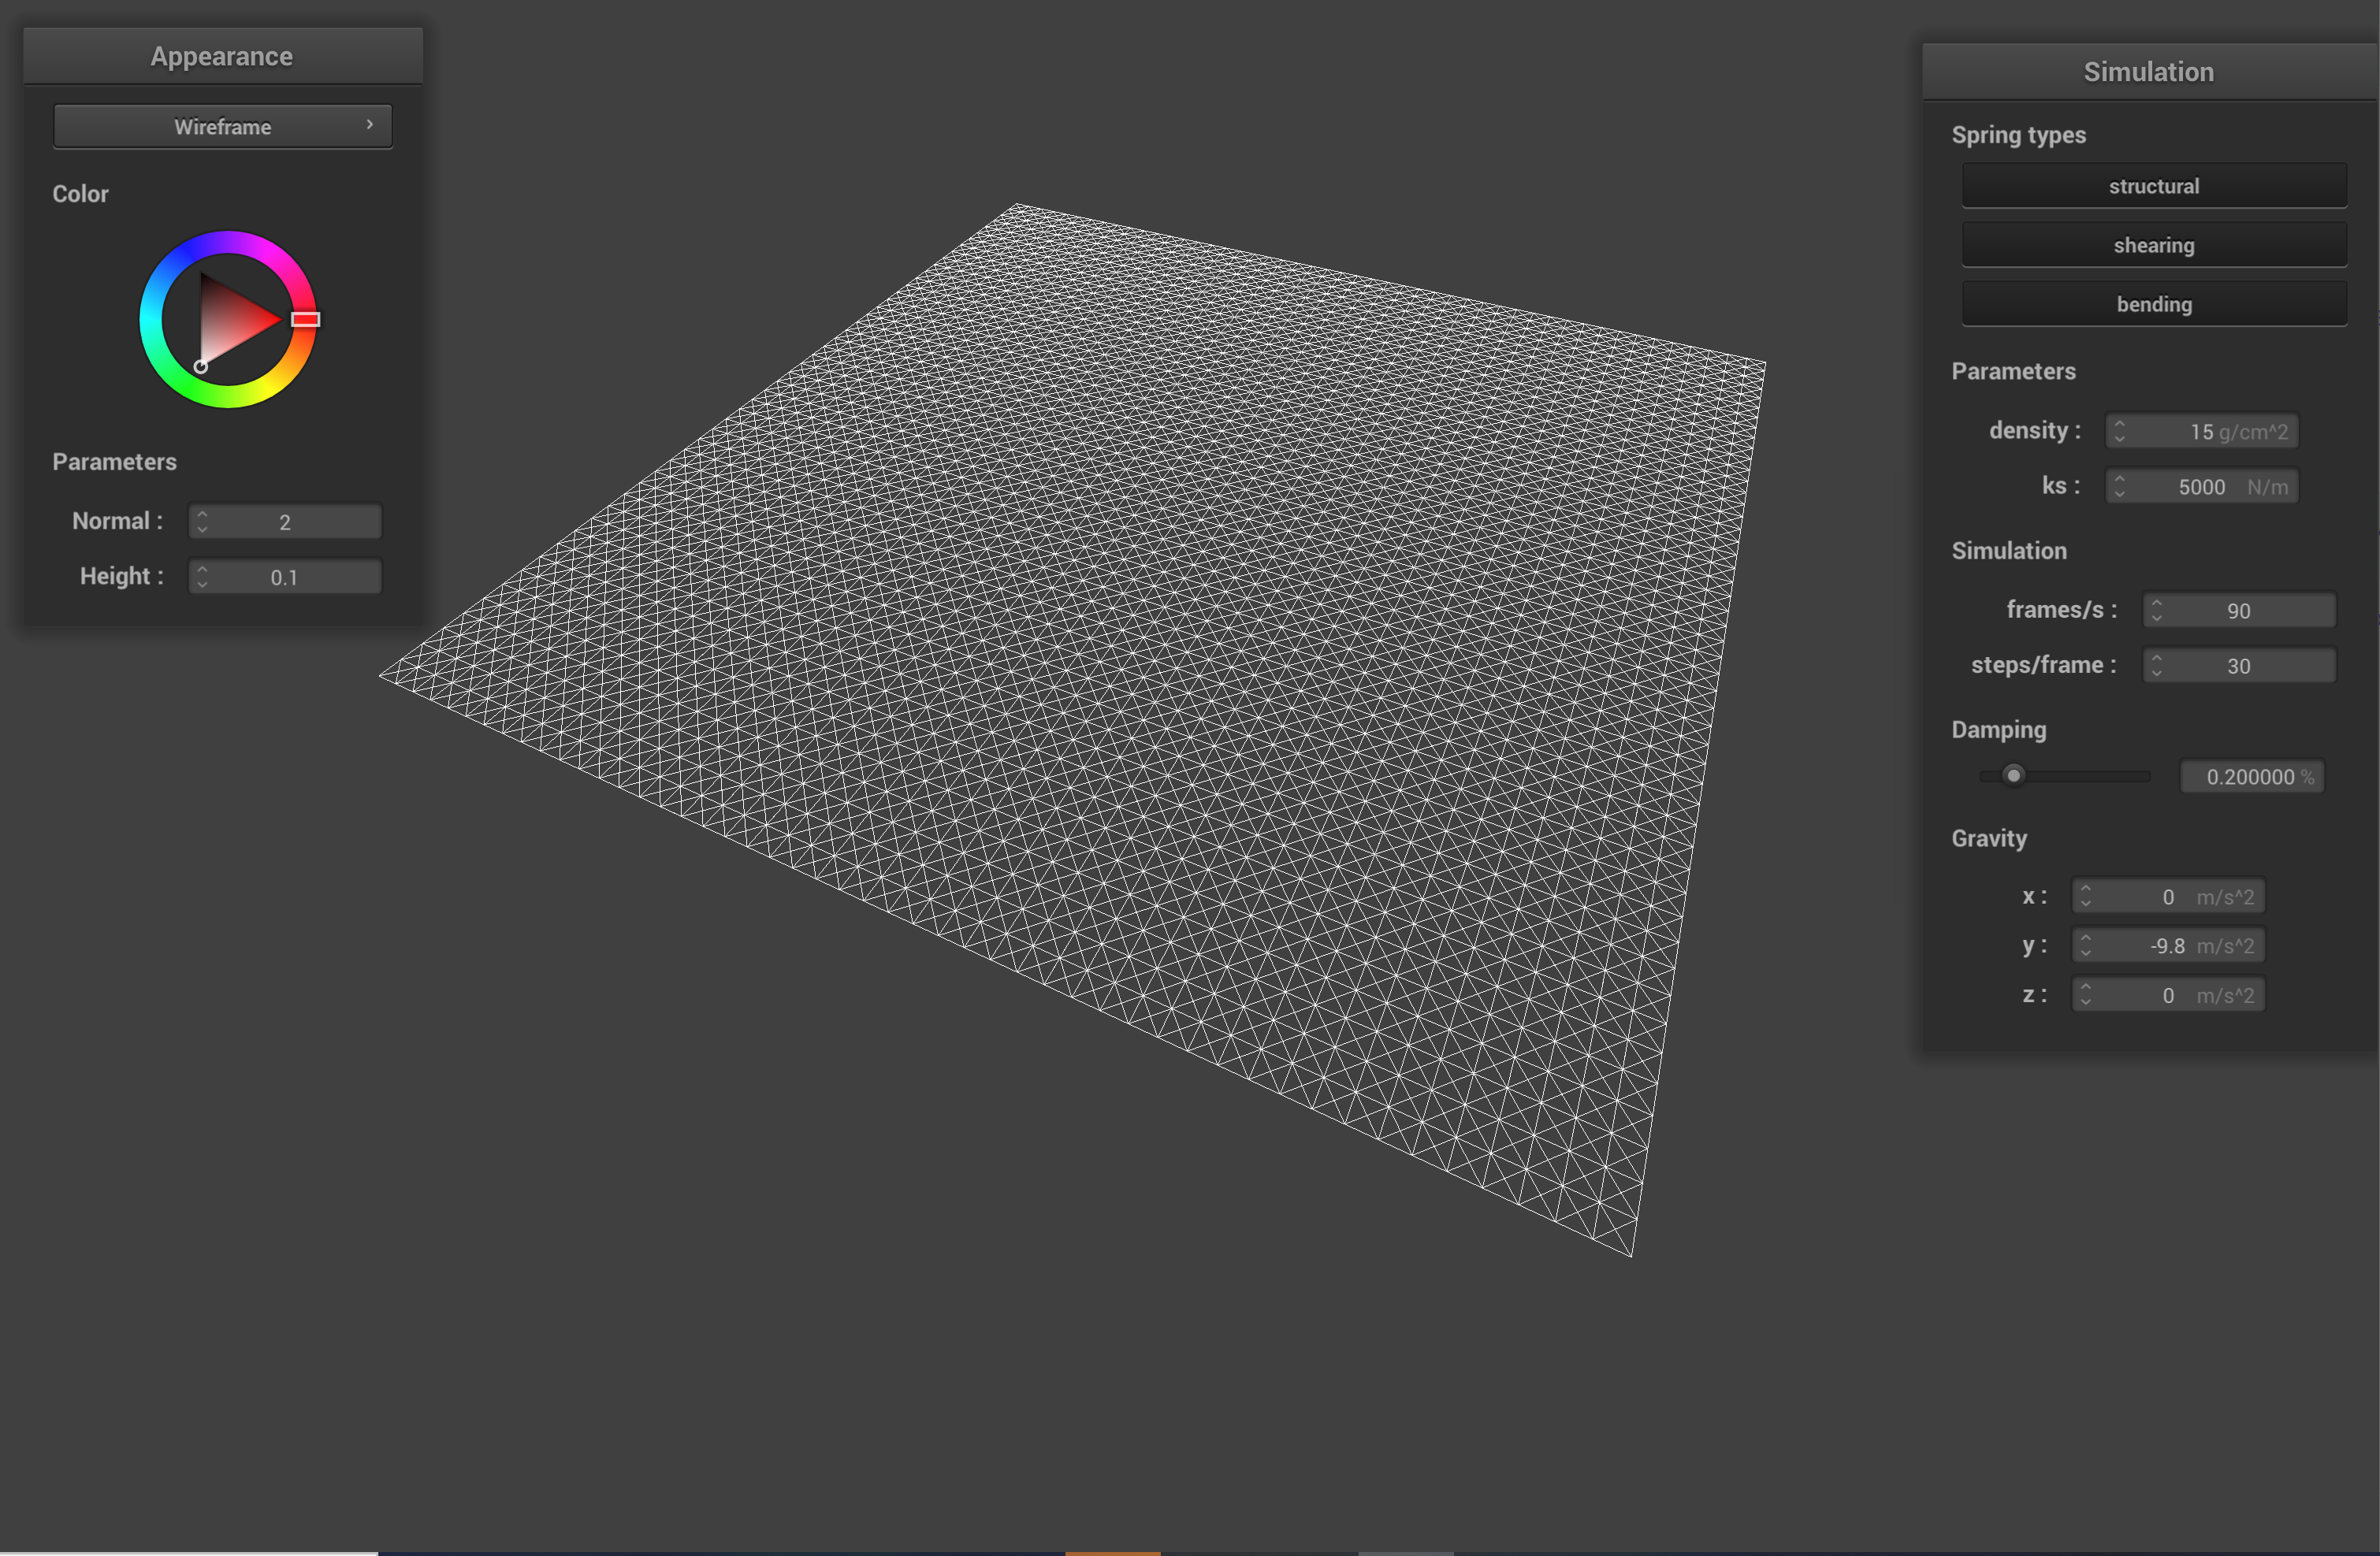 Appearance
Wireframe
Color
Parameters
Normal : 2
Height : 0.1
Simulation
Spring types
structural
shearing
bending
Parameters
density : 15 g/cm^2
ks : 5000 N/m
Simulation
frames/s : 90
steps/frame : 30
Damping
0.200000 %
Gravity
x : 0 m/s^2
y : -9.8 m/s^2
z : 0 m/s^2